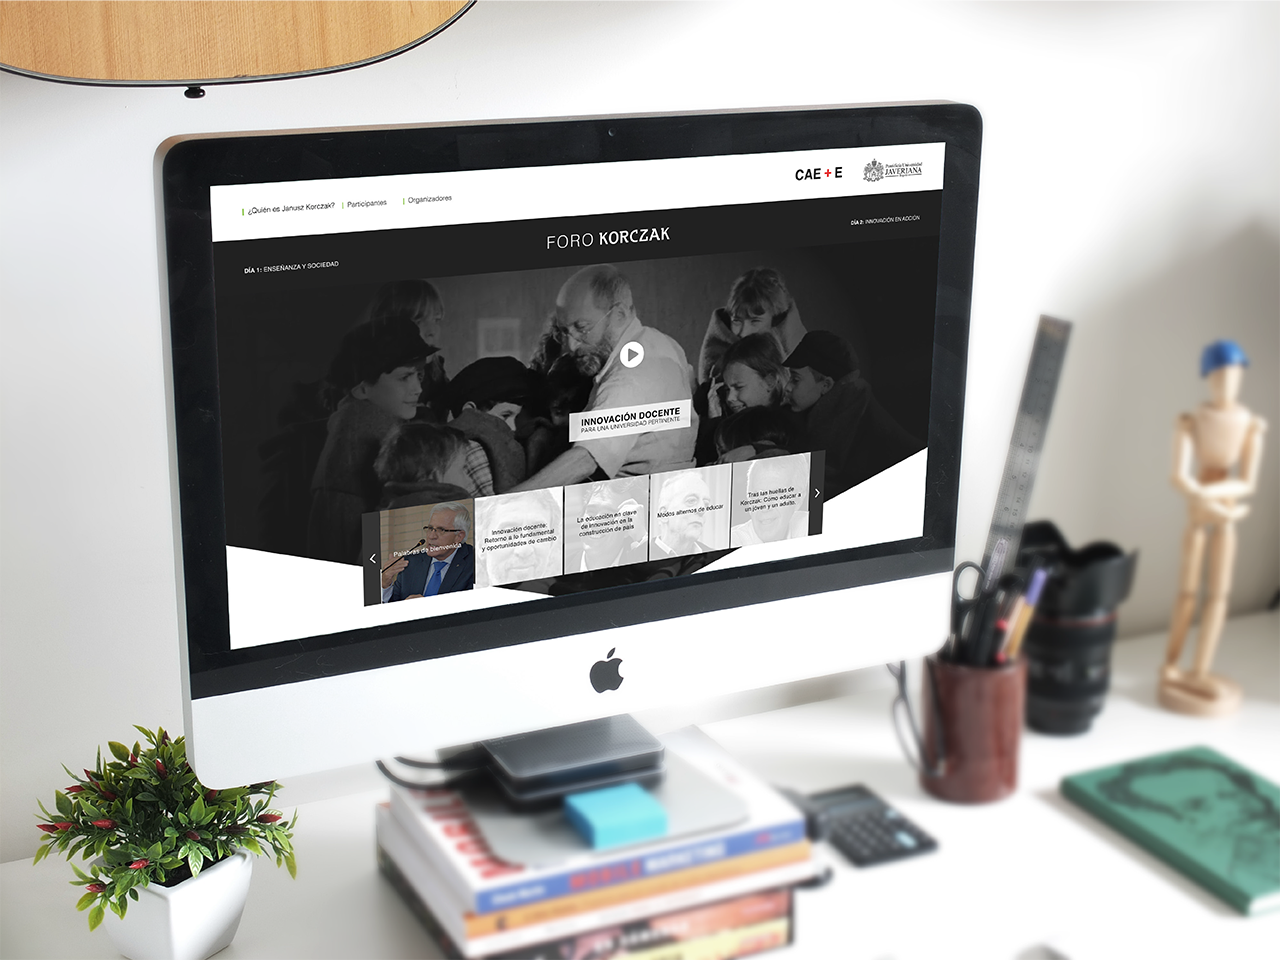 CAE + E
Pontificia Universidad
JAVERIANA
¿Quién es Janusz Korczak?
Participantes
Organizadores
DÍA 1: ENSEÑANZA Y SOCIEDAD
FORO KORCZAK
DÍA 2: INNOVACIÓN EN ACCIÓN
INNOVACIÓN DOCENTE
PARA UNA UNIVERSIDAD PERTINENTE
Palabras de bienvenida
Innovación docente:
Retorno a lo fundamental
y oportunidades de cambio
La educación en clave
de innovación en la
construcción de país
Modos alternos de educar
Tras las huellas de
Korczak: Cómo educar a
un joven y un adulto.
MOBILE MARKETING